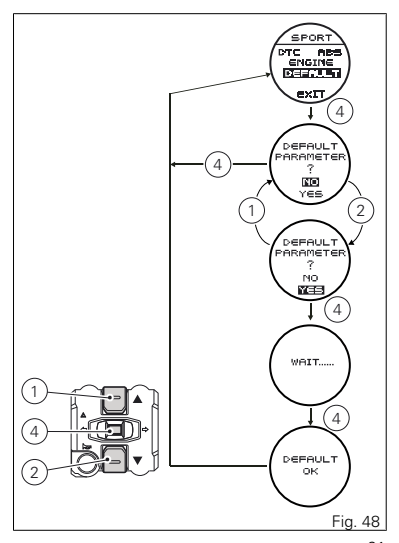 SPORT
DTC ABS
ENGINE
DEFAULT
EXIT
4
DEFAULT
PARAMETER
?
NO
YES
4
1
2
DEFAULT
PARAMETER
?
NO
YES
4
WAIT......
4
DEFAULT
OK
1
4
2
Fig. 48